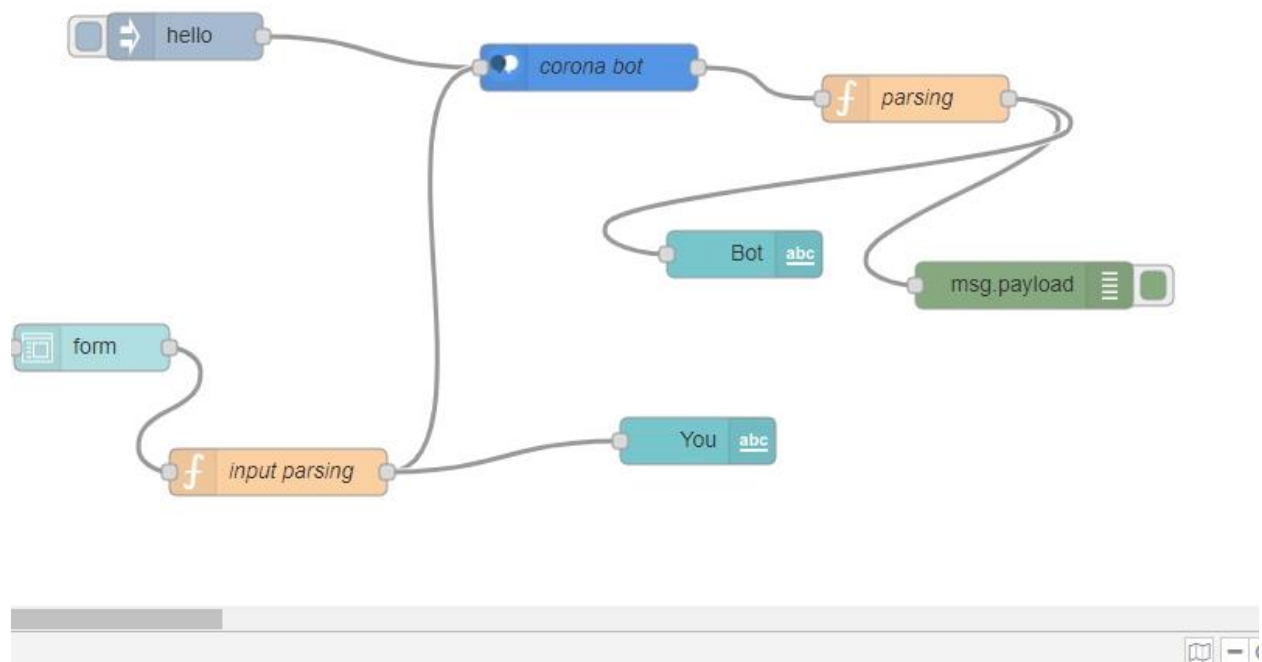 hello
corona bot
parsing
Bot abc
msg.payload
form
You abc
input parsing